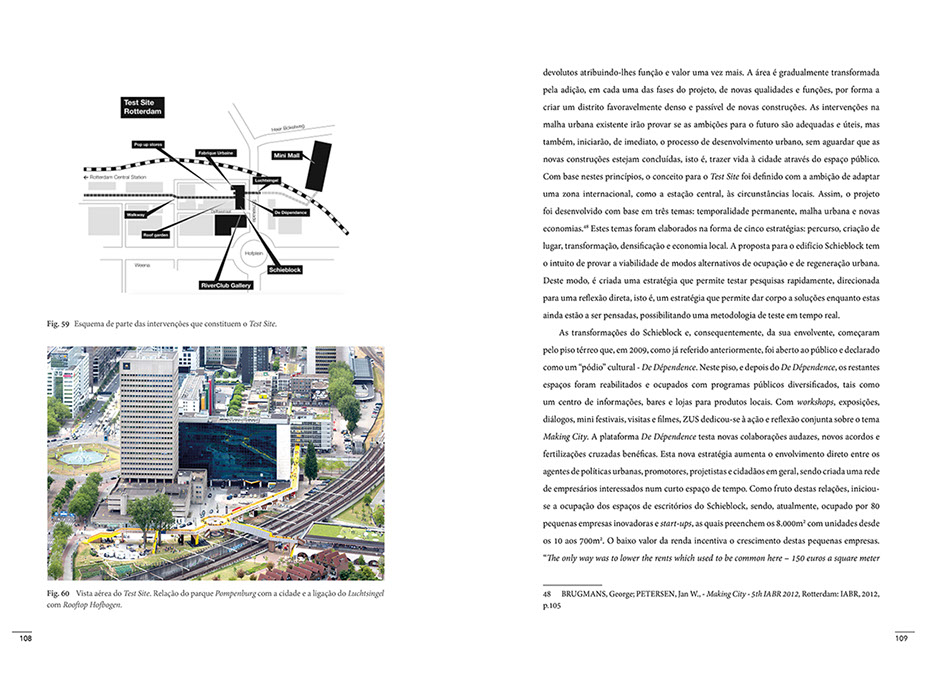 Test Site
Rotterdam
Haar Bokelweg
Pop up stores
Fabrique Urbaine
Mini Mall
← Rotterdam Central Station
Luchtsingel
Walkway
De Dépendence
Roof garden
Hofplein
Weena
Schieblock
RiverClub Gallery
Fig. 59 Esquema de parte das intervenções que constituem o Test Site.
Fig. 60 Vista aérea do Test Site. Relação do parque Pompenburg com a cidade e a ligação do Luchtsingel
com Rooftop Hofbogen.
108
devolutos atribuindo-lhes função e valor uma vez mais. A área é gradualmente transformada
pela adição, em cada uma das fases do projeto, de novas qualidades e funções, por forma a
criar um distrito favoravelmente denso e passível de novas construções. As intervenções na
malha urbana existente irão provar se as ambições para o futuro são adequadas e úteis, mas
também, iniciarão, de imediato, o processo de desenvolvimento urbano, sem aguardar que as
novas construções estejam concluídas, isto é, trazer vida à cidade através do espaço público.
Com base nestes princípios, o conceito para o Test Site foi definido com a ambição de adaptar
uma zona internacional, como a estação central, às circunstâncias locais. Assim, o projeto
foi desenvolvido com base em três temas: temporalidade permanente, malha urbana e novas
economias.⁴⁸ Estes temas foram elaborados na forma de cinco estratégias: percurso, criação de
lugar, transformação, densificação e economia local. A proposta para o edifício Schieblock tem
o intuito de provar a viabilidade de modos alternativos de ocupação e de regeneração urbana.
Deste modo, é criada uma estratégia que permite testar pesquisas rapidamente, direcionada
para uma reflexão direta, isto é, um estratégia que permite dar corpo a soluções enquanto estas
ainda estão a ser pensadas, possibilitando uma metodologia de teste em tempo real.
As transformações do Schieblock e, consequentemente, da sua envolvente, começaram
pelo piso térreo que, em 2009, como já referido anteriormente, foi aberto ao público e declarado
como um “pódio” cultural - De Dépendence. Neste piso, e depois do De Dépendence, os restantes
espaços foram reabilitados e ocupados com programas públicos diversificados, tais como
um centro de informações, bares e lojas para produtos locais. Com workshops, exposições,
diálogos, mini festivais, visitas e filmes, ZUS dedicou-se à ação e reflexão conjunta sobre o tema
Making City. A plataforma De Dépendence testa novas colaborações audazes, novos acordos e
fertilizações cruzadas benéficas. Esta nova estratégia aumenta o envolvimento direto entre os
agentes de políticas urbanas, promotores, projetistas e cidadãos em geral, sendo criada uma rede
de empresários interessados num curto espaço de tempo. Como fruto destas relações, iniciou-
se a ocupação dos espaços de escritórios do Schieblock, sendo, atualmente, ocupado por 80
pequenas empresas inovadoras e start-ups, as quais preenchem os 8.000m² com unidades desde
os 10 aos 700m². O baixo valor da renda incentiva o crescimento destas pequenas empresas.
“The only way was to lower the rents which used to be common here – 150 euros a square meter
48 BRUGMANS, George; PETERSEN, Jan W., - Making City - 5th IABR 2012, Rotterdam: IABR, 2012,
p.105
109